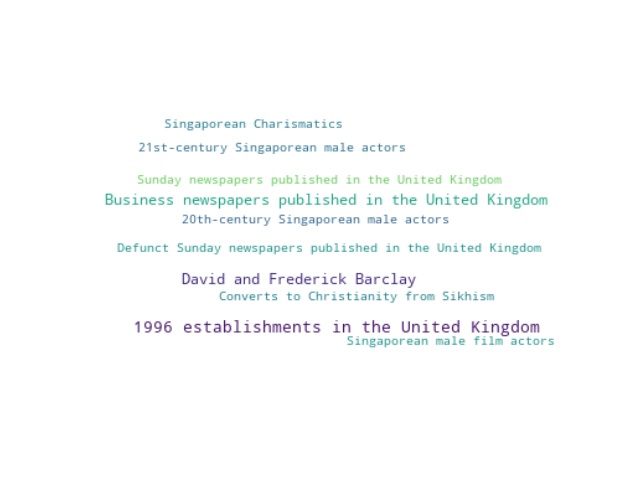 Singaporean Charismatics
21st-century Singaporean male actors
Sunday newspapers published in the United Kingdom
Business newspapers published in the United Kingdom
20th-century Singaporean male actors
Defunct Sunday newspapers published in the United Kingdom
David and Frederick Barclay
Converts to Christianity from Sikhism
1996 establishments in the United Kingdom
Singaporean male film actors